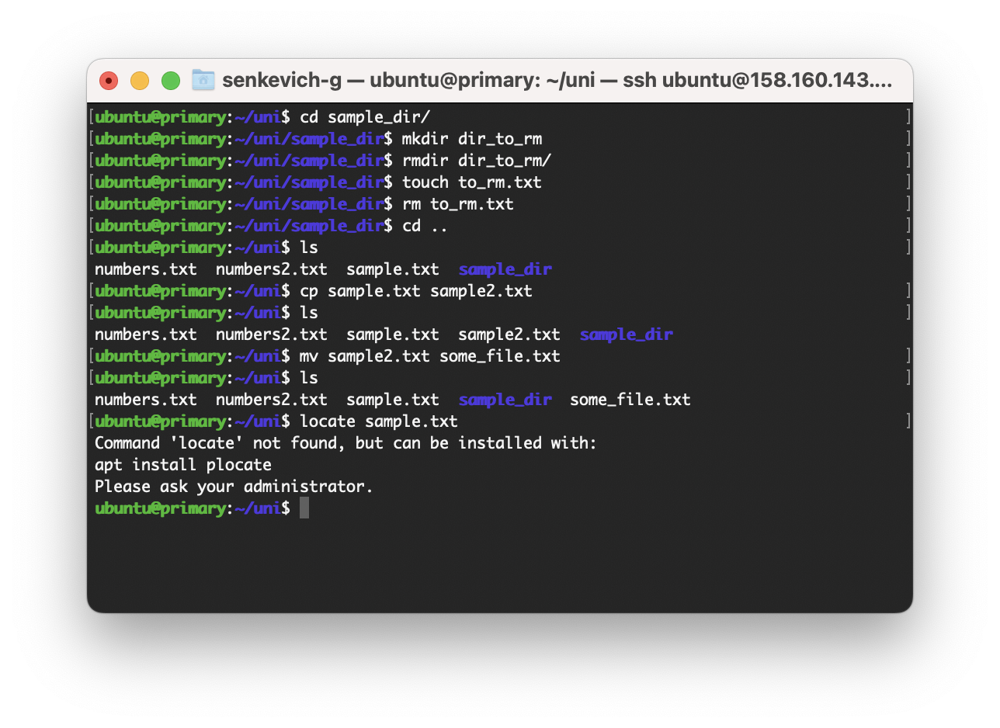 senkevich-g — ubuntu@primary: ~/uni — ssh ubuntu@158.160.143....
[ubuntu@primary:~/uni$ cd sample_dir/ ]
[ubuntu@primary:~/uni/sample_dir$ mkdir dir_to_rm ]
[ubuntu@primary:~/uni/sample_dir$ rmdir dir_to_rm/ ]
[ubuntu@primary:~/uni/sample_dir$ touch to_rm.txt ]
[ubuntu@primary:~/uni/sample_dir$ rm to_rm.txt ]
[ubuntu@primary:~/uni/sample_dir$ cd .. ]
[ubuntu@primary:~/uni$ ls ]
numbers.txt  numbers2.txt  sample.txt  sample_dir
[ubuntu@primary:~/uni$ cp sample.txt sample2.txt ]
[ubuntu@primary:~/uni$ ls ]
numbers.txt  numbers2.txt  sample.txt  sample2.txt  sample_dir
[ubuntu@primary:~/uni$ mv sample2.txt some_file.txt ]
[ubuntu@primary:~/uni$ ls ]
numbers.txt  numbers2.txt  sample.txt  sample_dir  some_file.txt
[ubuntu@primary:~/uni$ locate sample.txt ]
Command 'locate' not found, but can be installed with:
apt install plocate
Please ask your administrator.
ubuntu@primary:~/uni$